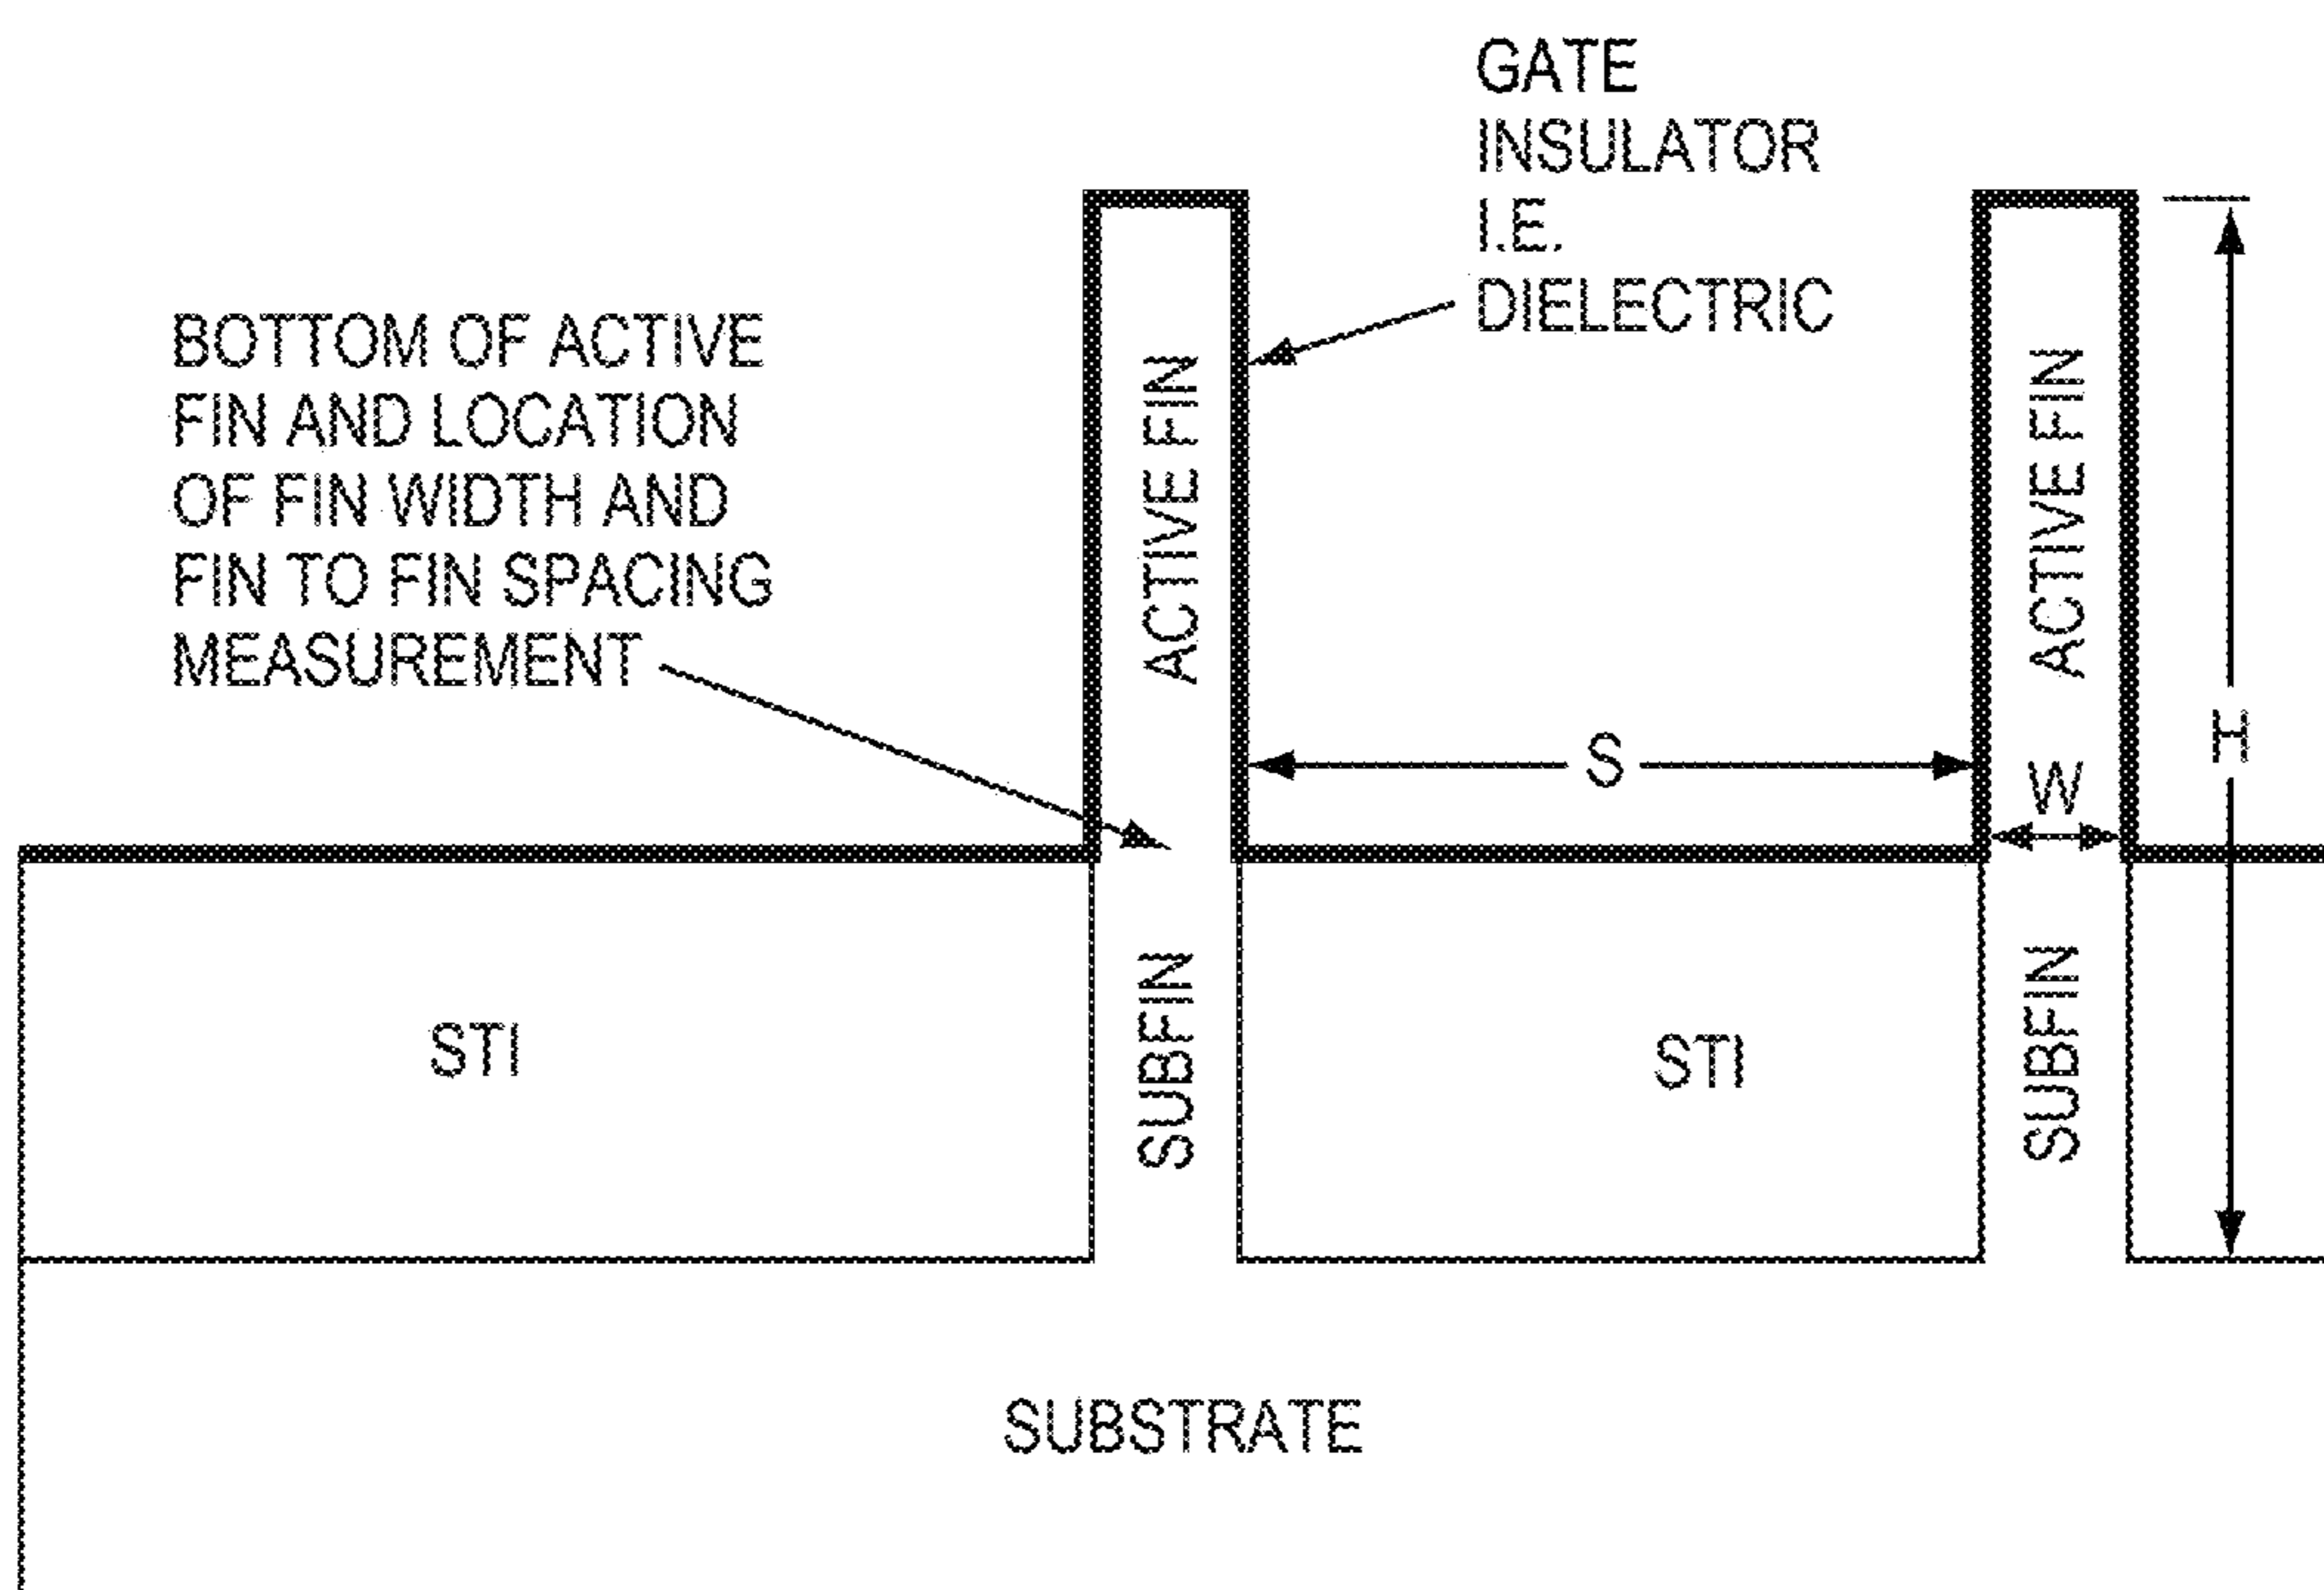 GATE
INSULATOR
I.E.
DIELECTRIC
BOTTOM OF ACTIVE
FIN AND LOCATION
OF FIN WIDTH AND
FIN TO FIN SPACING
MEASUREMENT
ACTIVE FIN
ACTIVE FIN
S
W
H
STI
SUBFIN
STI
SUBFIN
SUBSTRATE